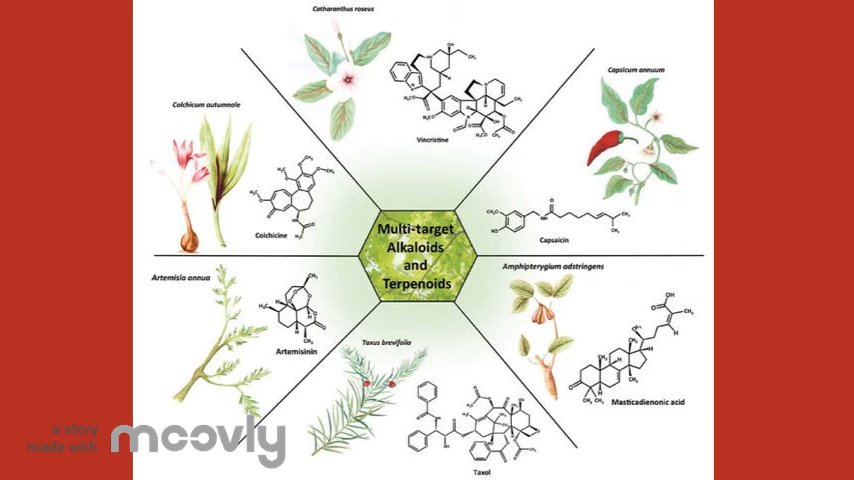 Catharanthus roseus
Vincristine
Capsicum annuum
Capsaicin
Colchicum autumnale
Colchicine
Multi-target
Alkaloids
and
Terpenoids
Artemisia annua
Artemisinin
Taxus brevifolia
Taxol
Amphipterygium adstringens
Masticadienonic acid
a story
made with
moovly